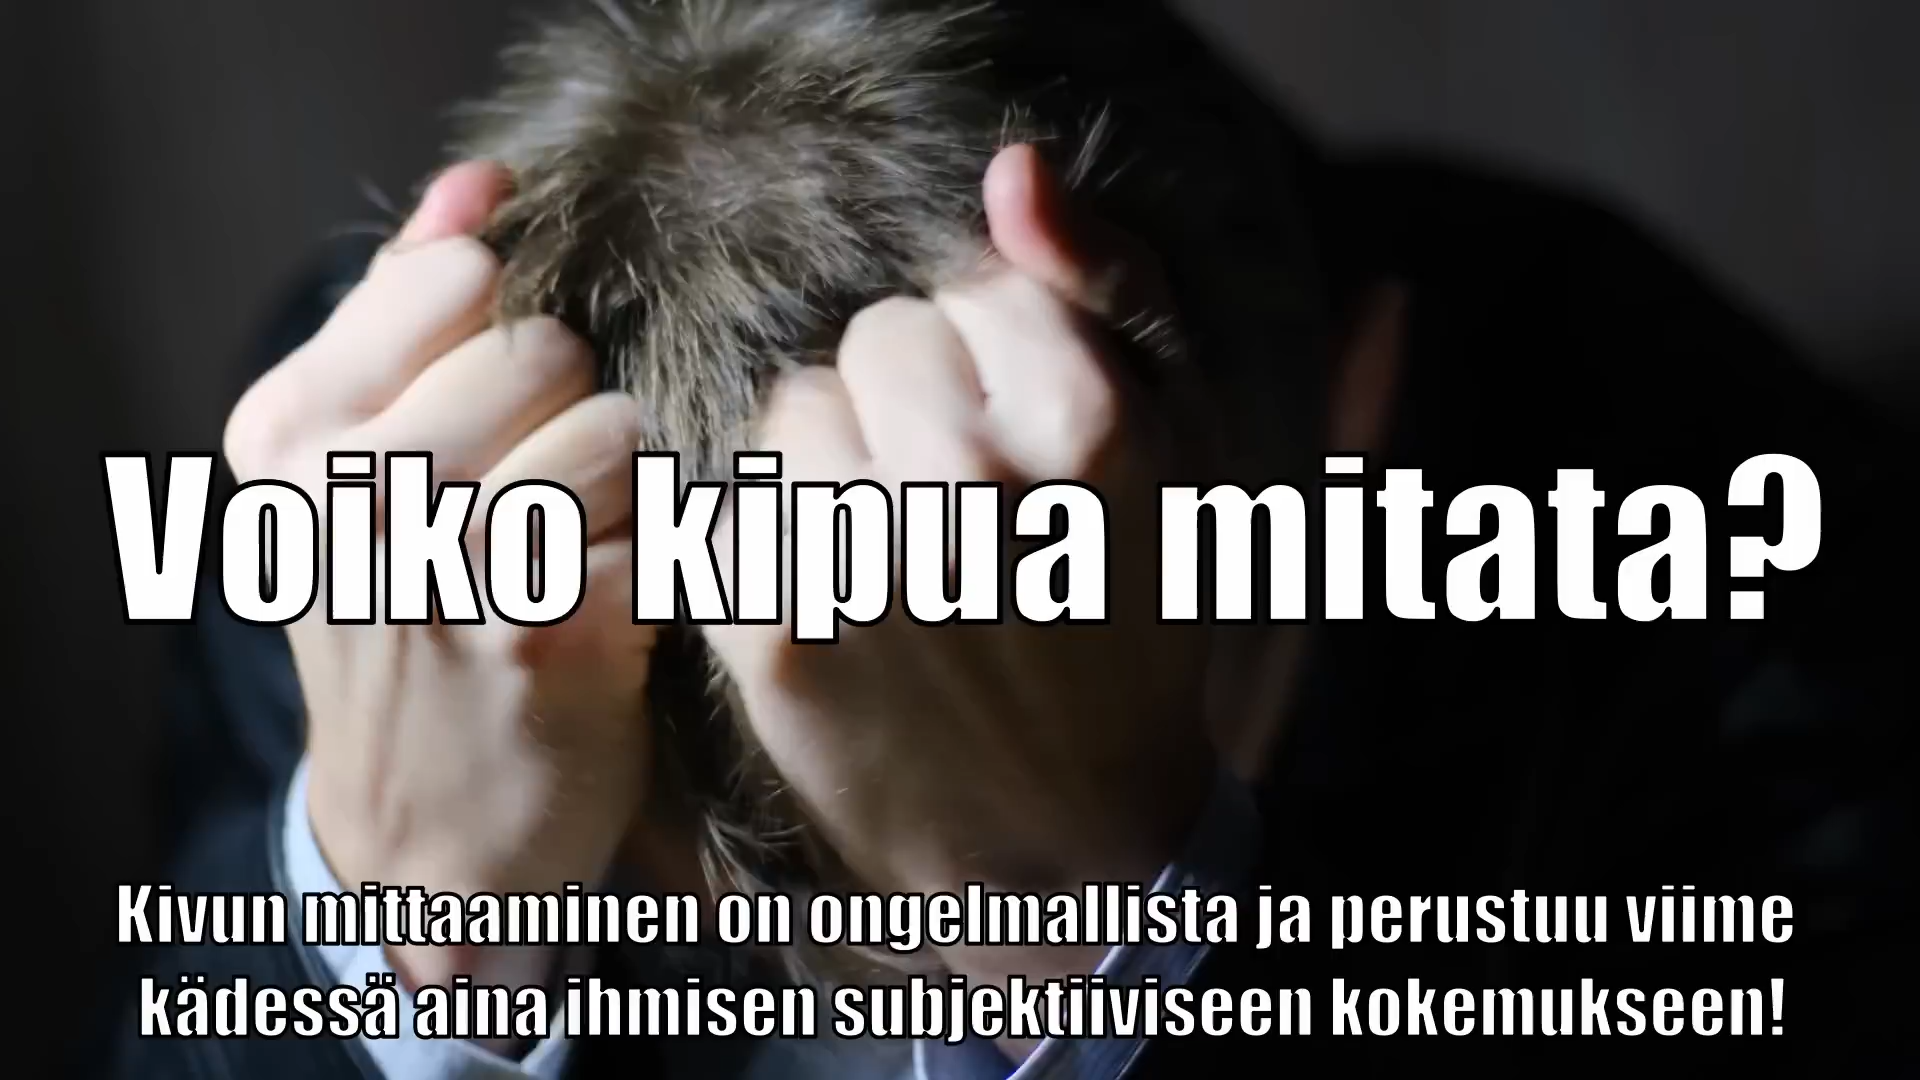 Voiko kipua mitata?
Kivun mittaaminen on ongelmallista ja perustuu viime
kädessä aina ihmisen subjektiiviseen kokemukseen!